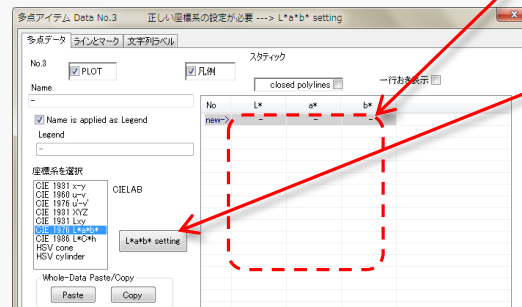 多点アイテム Data No.3 正しい座標系の設定が必要 ---> L*a*b* setting
多点データ ラインとマーク 文字列ラベル
No.3
PLOT
凡例
スタティック
closed polylines
一行おき表示
Name
-
Name is applied as Legend
Legend
-
No L* a* b*
new-> - - -
座標系を選択
CIE 1931 x-y
CIE 1960 u-v
CIE 1976 u'-v'
CIE 1931 XYZ
CIE 1931 Lxy
CIE 1976 L*a*b*
CIE 1986 L*C*h
HSV cone
HSV cylinder
CIELAB
L*a*b* setting
Whole-Data Paste/Copy
Paste Copy